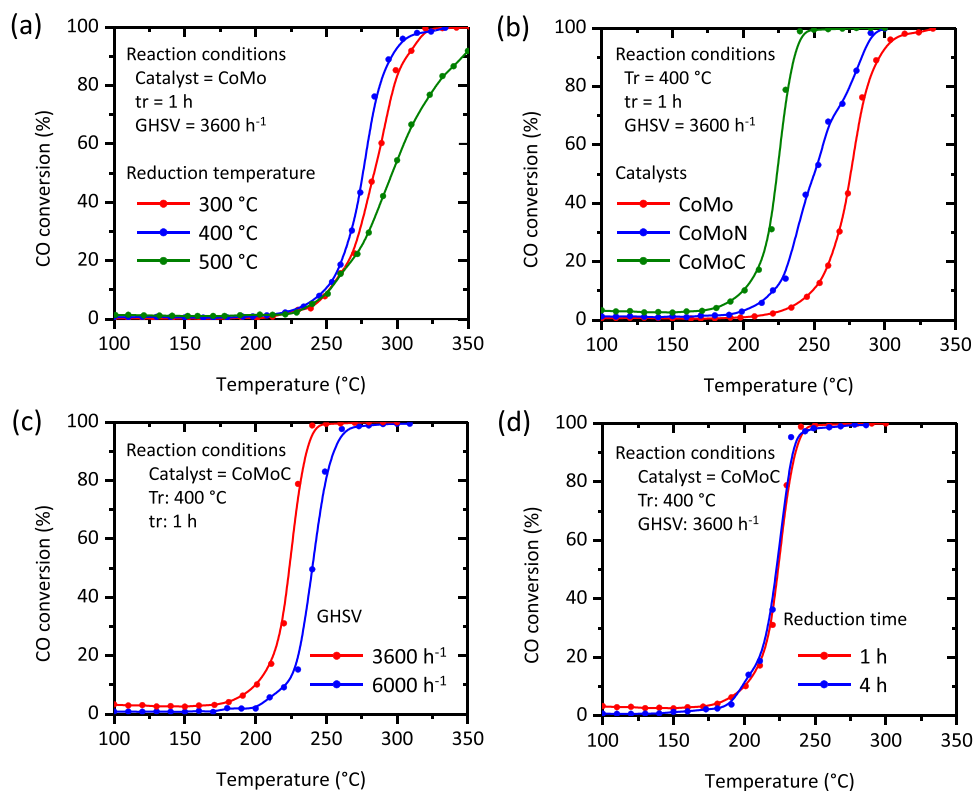 (a)
Reaction conditions
Catalyst = CoMo
tr = 1 h
GHSV = 3600 h⁻¹
Reduction temperature
300 °C
400 °C
500 °C
CO conversion (%)
100
80
60
40
20
0
100 150 200 250 300 350
Temperature (°C)
(b)
Reaction conditions
Tr = 400 °C
tr = 1 h
GHSV = 3600 h⁻¹
Catalysts
CoMo
CoMoN
CoMoC
CO conversion (%)
100
80
60
40
20
0
100 150 200 250 300 350
Temperature (°C)
(c)
Reaction conditions
Catalyst = CoMoC
Tr: 400 °C
tr: 1 h
GHSV
3600 h⁻¹
6000 h⁻¹
CO conversion (%)
100
80
60
40
20
0
100 150 200 250 300 350
Temperature (°C)
(d)
Reaction conditions
Catalyst = CoMoC
Tr: 400 °C
GHSV: 3600 h⁻¹
Reduction time
1 h
4 h
CO conversion (%)
100
80
60
40
20
0
100 150 200 250 300 350
Temperature (°C)